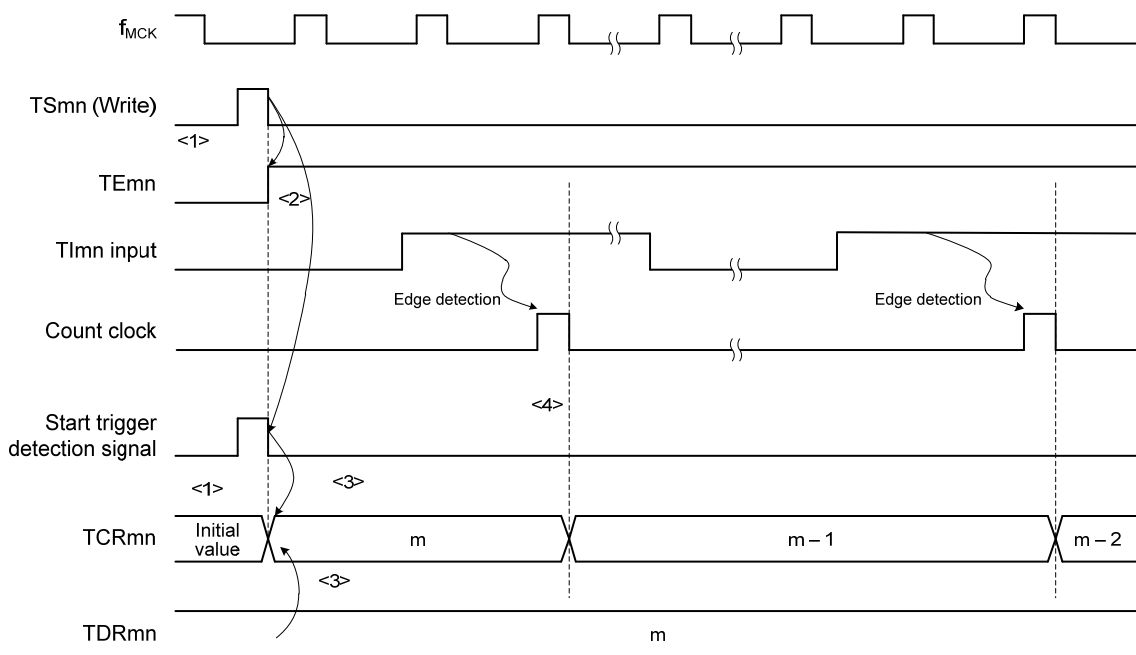 fMCK
TSmn (Write)
<1>
TEmn
<2>
TImn input
Edge detection
Edge detection
Count clock
<4>
Start trigger
detection signal
<1>
<3>
TCRmn
Initial
value
m
m – 1
m – 2
<3>
TDRmn
m